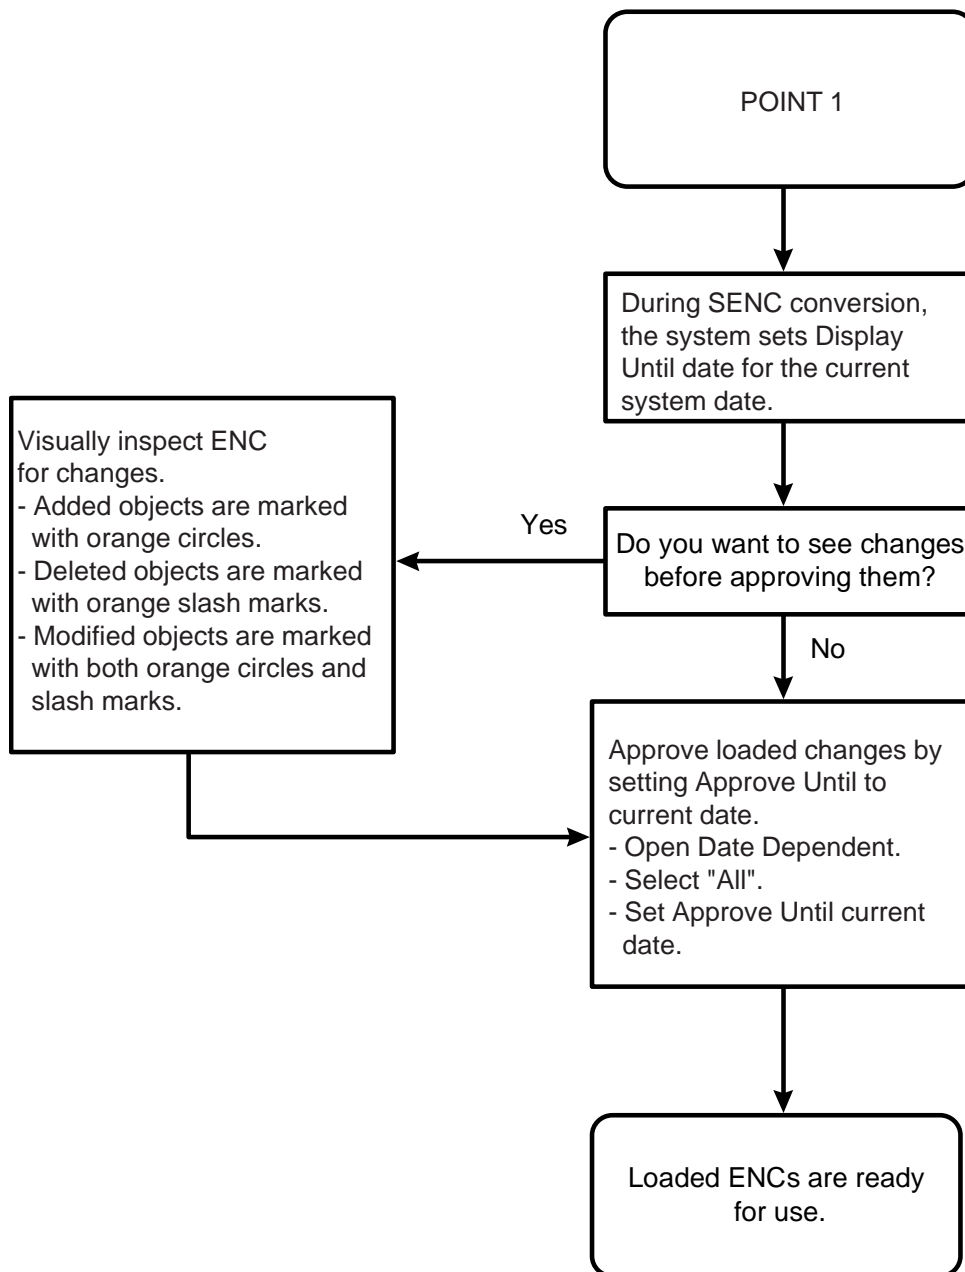 POINT 1
During SENC conversion,
the system sets Display
Until date for the current
system date.
Do you want to see changes
before approving them?
Yes
No
Visually inspect ENC
for changes.
- Added objects are marked
with orange circles.
- Deleted objects are marked
with orange slash marks.
- Modified objects are marked
with both orange circles and
slash marks.
Approve loaded changes by
setting Approve Until to
current date.
- Open Date Dependent.
- Select "All".
- Set Approve Until current
date.
Loaded ENCs are ready
for use.